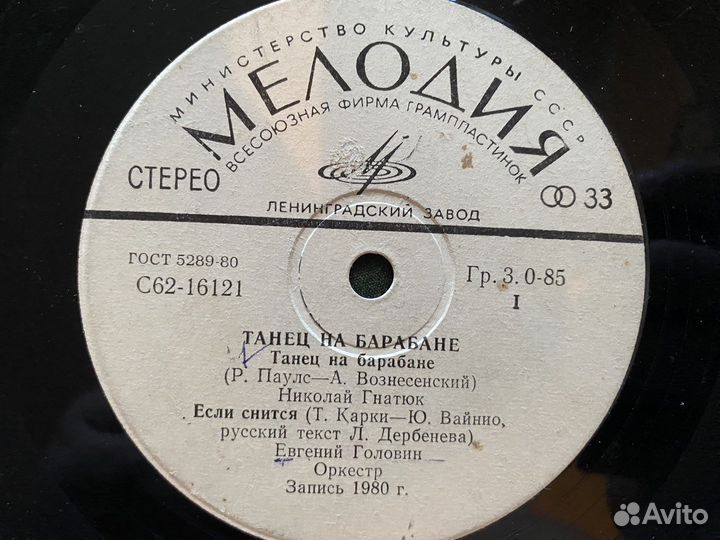 МИНИСТЕРСТВО КУЛЬТУРЫ СССР
МЕЛОДИЯ
ВСЕСОЮЗНАЯ ФИРМА ГРАМПЛАСТИНОК
СТЕРЕО
33
ЛЕНИНГРАДСКИЙ ЗАВОД
ГОСТ 5289-80
Гр. 3. 0-85
С62-16121
I
ТАНЕЦ НА БАРАБАНЕ
Танец на барабане
(Р. Паулс—А. Вознесенский)
Николай Гнатюк
Если снится (Т. Карки—Ю. Вайнио,
русский текст Л. Дербенева)
Евгений Головин
Оркестр
Запись 1980 г.
Avito